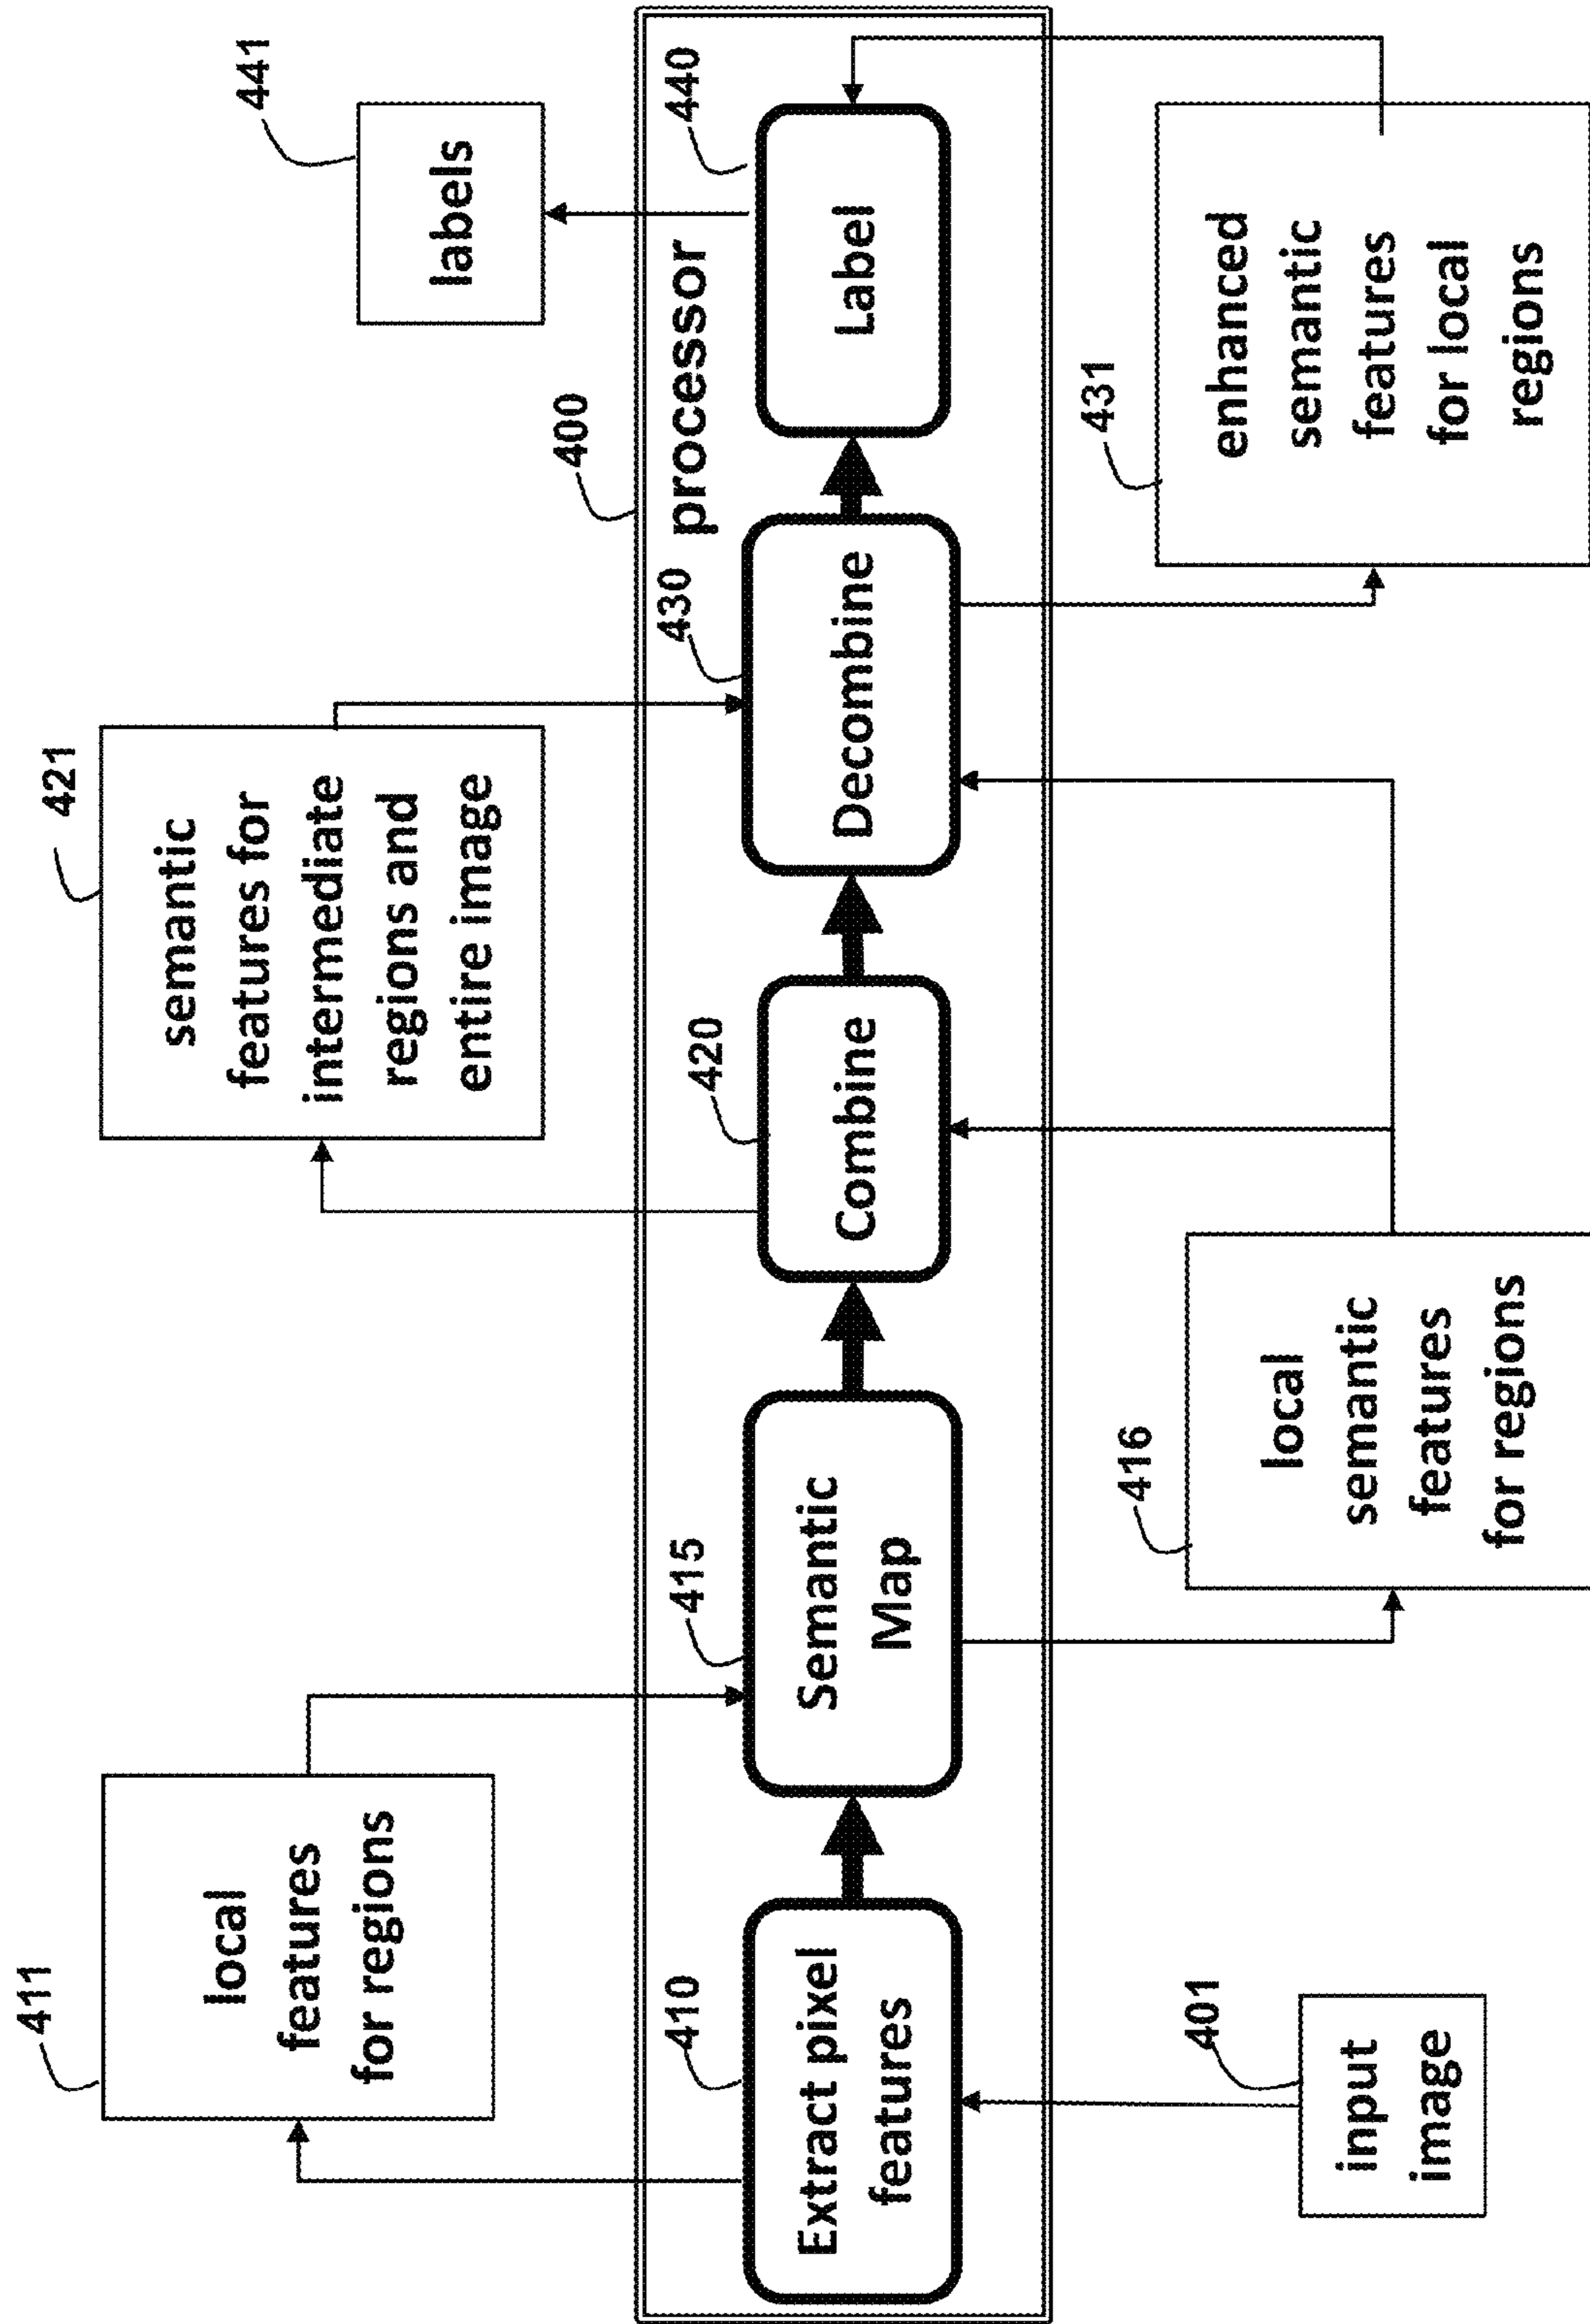 411
local
features
for regions
421
semantic
features for
intermediate
regions and
entire image
441
labels
400
processor
410
Extract pixel
features
415
Semantic
Map
420
Combine
430
Decombine
440
Label
401
input
image
416
local
semantic
features
for regions
431
enhanced
semantic
features
for local
regions